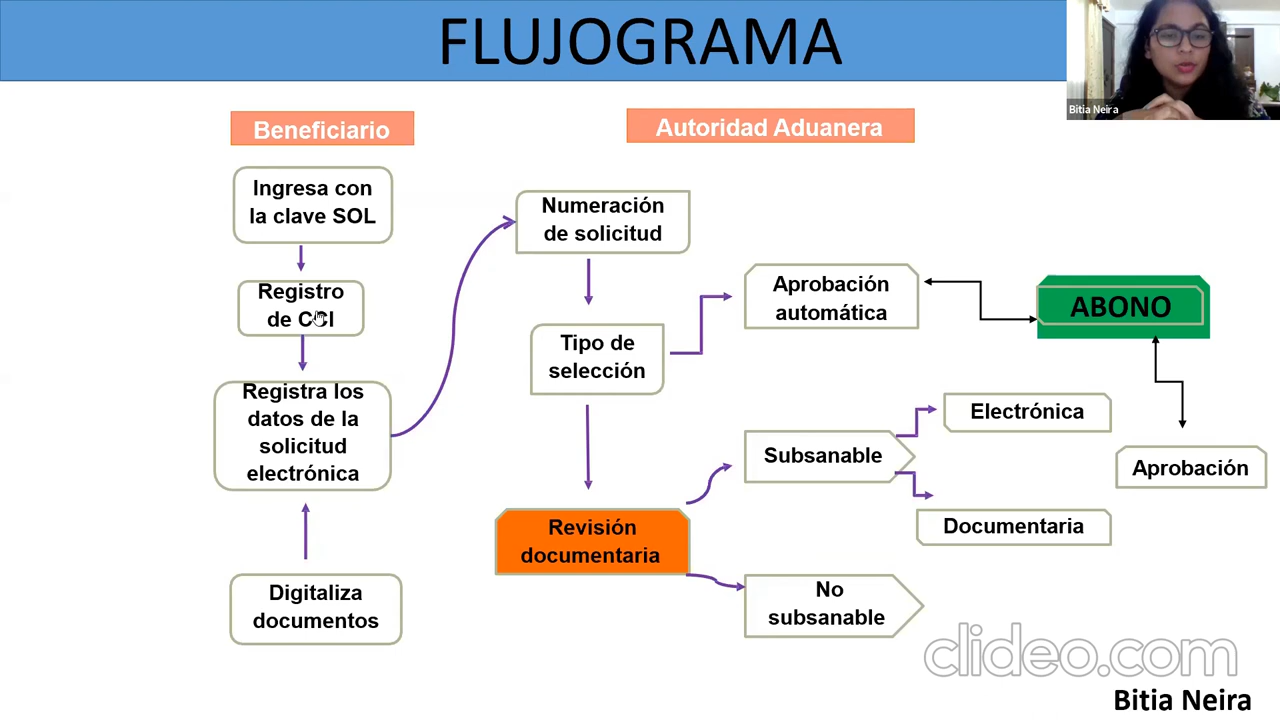 FLUJOGRAMA
Bitia Neira
Beneficiario
Autoridad Aduanera
Ingresa con
la clave SOL
Registro
de CCI
Registra los
datos de la
solicitud
electrónica
Digitaliza
documentos
Numeración
de solicitud
Tipo de
selección
Revisión
documentaria
Aprobación
automática
ABONO
Subsanable
Electrónica
Documentaria
Aprobación
No
subsanable
clideo.com
Bitia Neira